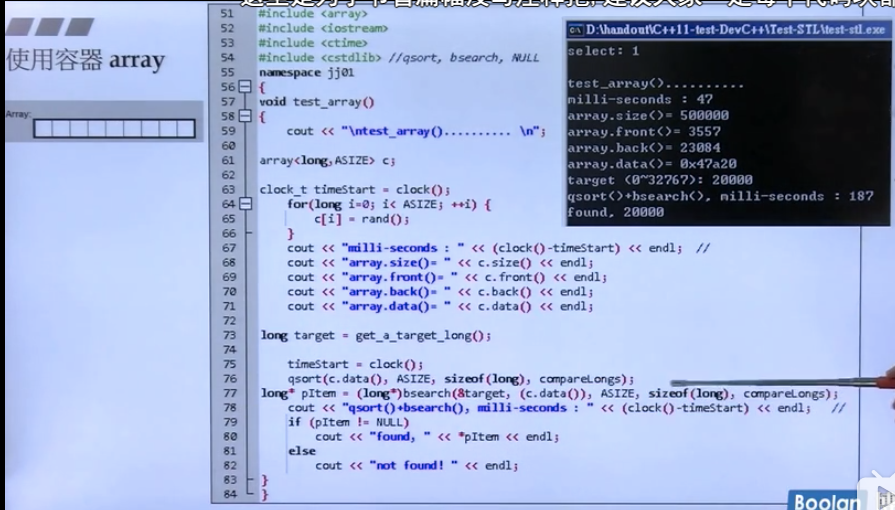 使用容器 array
Array:
51 #include <array>
52 #include <iostream>
53 #include <ctime>
54 #include <cstdlib> //qsort, bsearch, NULL
55 namespace jj01
56 {
57 void test_array()
58 {
59 cout << "\ntest_array().......... \n";
60
61 array<long,ASIZE> c;
62
63 clock_t timeStart = clock();
64 for(long i=0; i< ASIZE; ++i) {
65 c[i] = rand();
66 }
67 cout << "milli-seconds : " << (clock()-timeStart) << endl; //
68 cout << "array.size()= " << c.size() << endl;
69 cout << "array.front()= " << c.front() << endl;
70 cout << "array.back()= " << c.back() << endl;
71 cout << "array.data()= " << c.data() << endl;
72
73 long target = get_a_target_long();
74
75 timeStart = clock();
76 qsort(c.data(), ASIZE, sizeof(long), compareLongs);
77 long* pItem = (long*)bsearch(&target, (c.data()), ASIZE, sizeof(long), compareLongs);
78 cout << "qsort()+bsearch(), milli-seconds : " << (clock()-timeStart) << endl; //
79 if (pItem != NULL)
80 cout << "found, " << *pItem << endl;
81 else
82 cout << "not found! " << endl;
83 }
84 }
D:\handout\C++11-test-DevC++\Test-STL\test-stl.exe
select: 1
test_array()..........
milli-seconds : 47
array.size()= 500000
array.front()= 3557
array.back()= 23084
array.data()= 0x47a20
target (0~32767): 20000
qsort()+bsearch(), milli-seconds : 187
found, 20000
Boolan